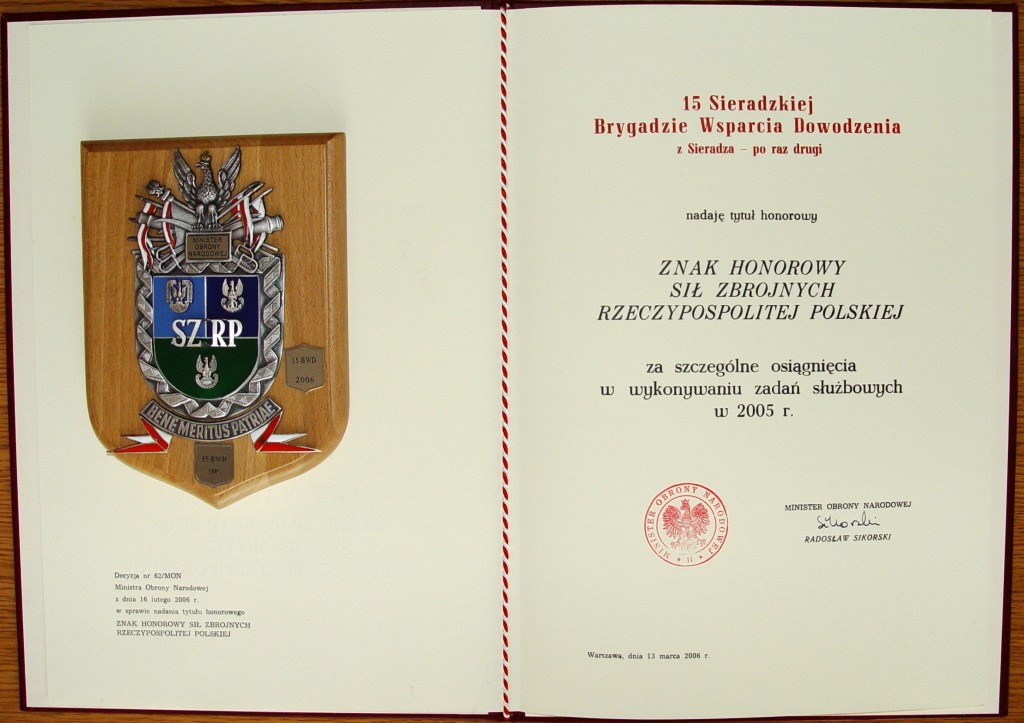 MINISTER
OBRONY
NARODOWEJ
SZ RP
15 BWD
2006
BENE MERITUS PATRIAE
15 BWD
Decyzja nr 62/MON
Ministra Obrony Narodowej
z dnia 16 lutego 2006 r.
w sprawie nadania tytułu honorowego
ZNAK HONOROWY SIŁ ZBROJNYCH
RZECZYPOSPOLITEJ POLSKIEJ
15 Sieradzkiej
Brygadzie Wsparcia Dowodzenia
z Sieradza - po raz drugi
nadaję tytuł honorowy
ZNAK HONOROWY
SIŁ ZBROJNYCH
RZECZYPOSPOLITEJ POLSKIEJ
za szczególne osiągnięcia
w wykonywaniu zadań służbowych
w 2005 r.
MINISTER OBRONY NARODOWEJ
* 11 *
MINISTER OBRONY NARODOWEJ
Sikorski
RADOSŁAW SIKORSKI
Warszawa, dnia 13 marca 2006 r.